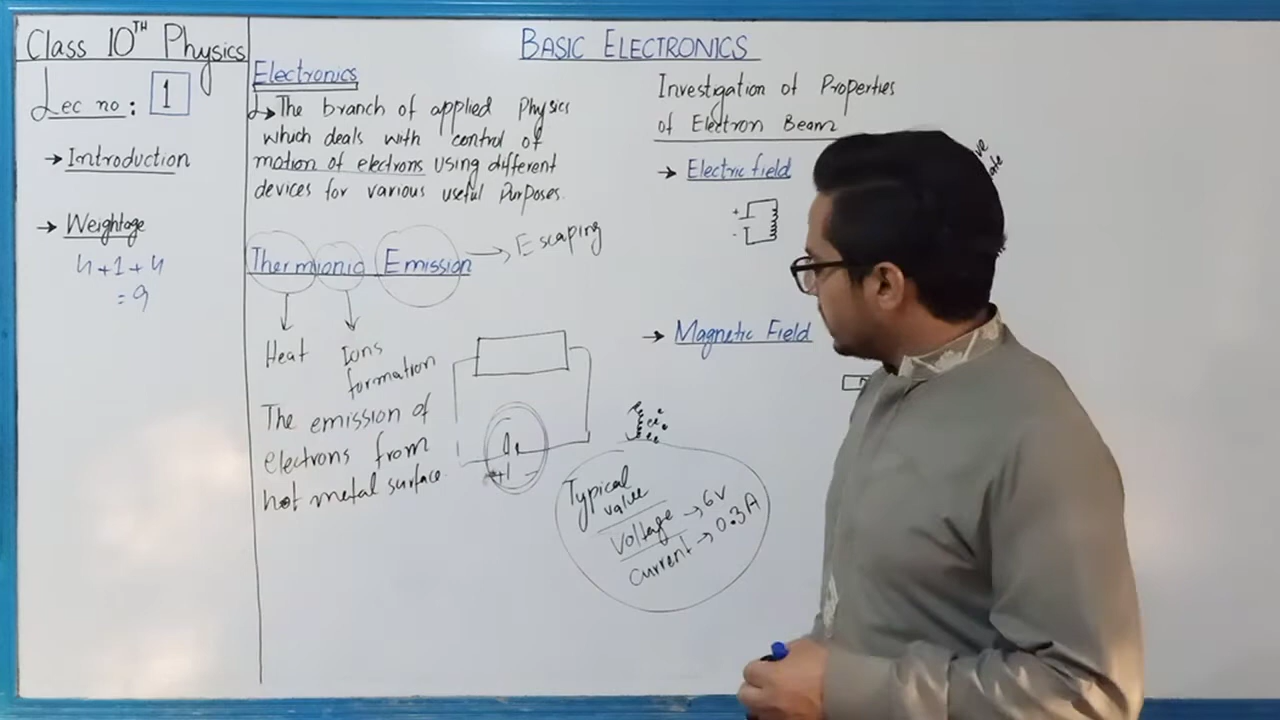 Class 10TH Physics
Lec no: 1
→ Introduction
→ Weightage
4+1+4
= 9
BASIC ELECTRONICS
Electronics
↳ The branch of applied Physics
which deals with control of
motion of electrons using different
devices for various useful Purposes.
Thermionic Emission → Escaping
Heat
Ions
formation
The emission of
electrons from
hot metal surface.
+ -
e e
e e
Typical
value
Voltage → 6v
Current → 0.3A
Investigation of Properties
of Electron Beam
→ Electric field
+
-
→ Magnetic Field
N
ve
ate